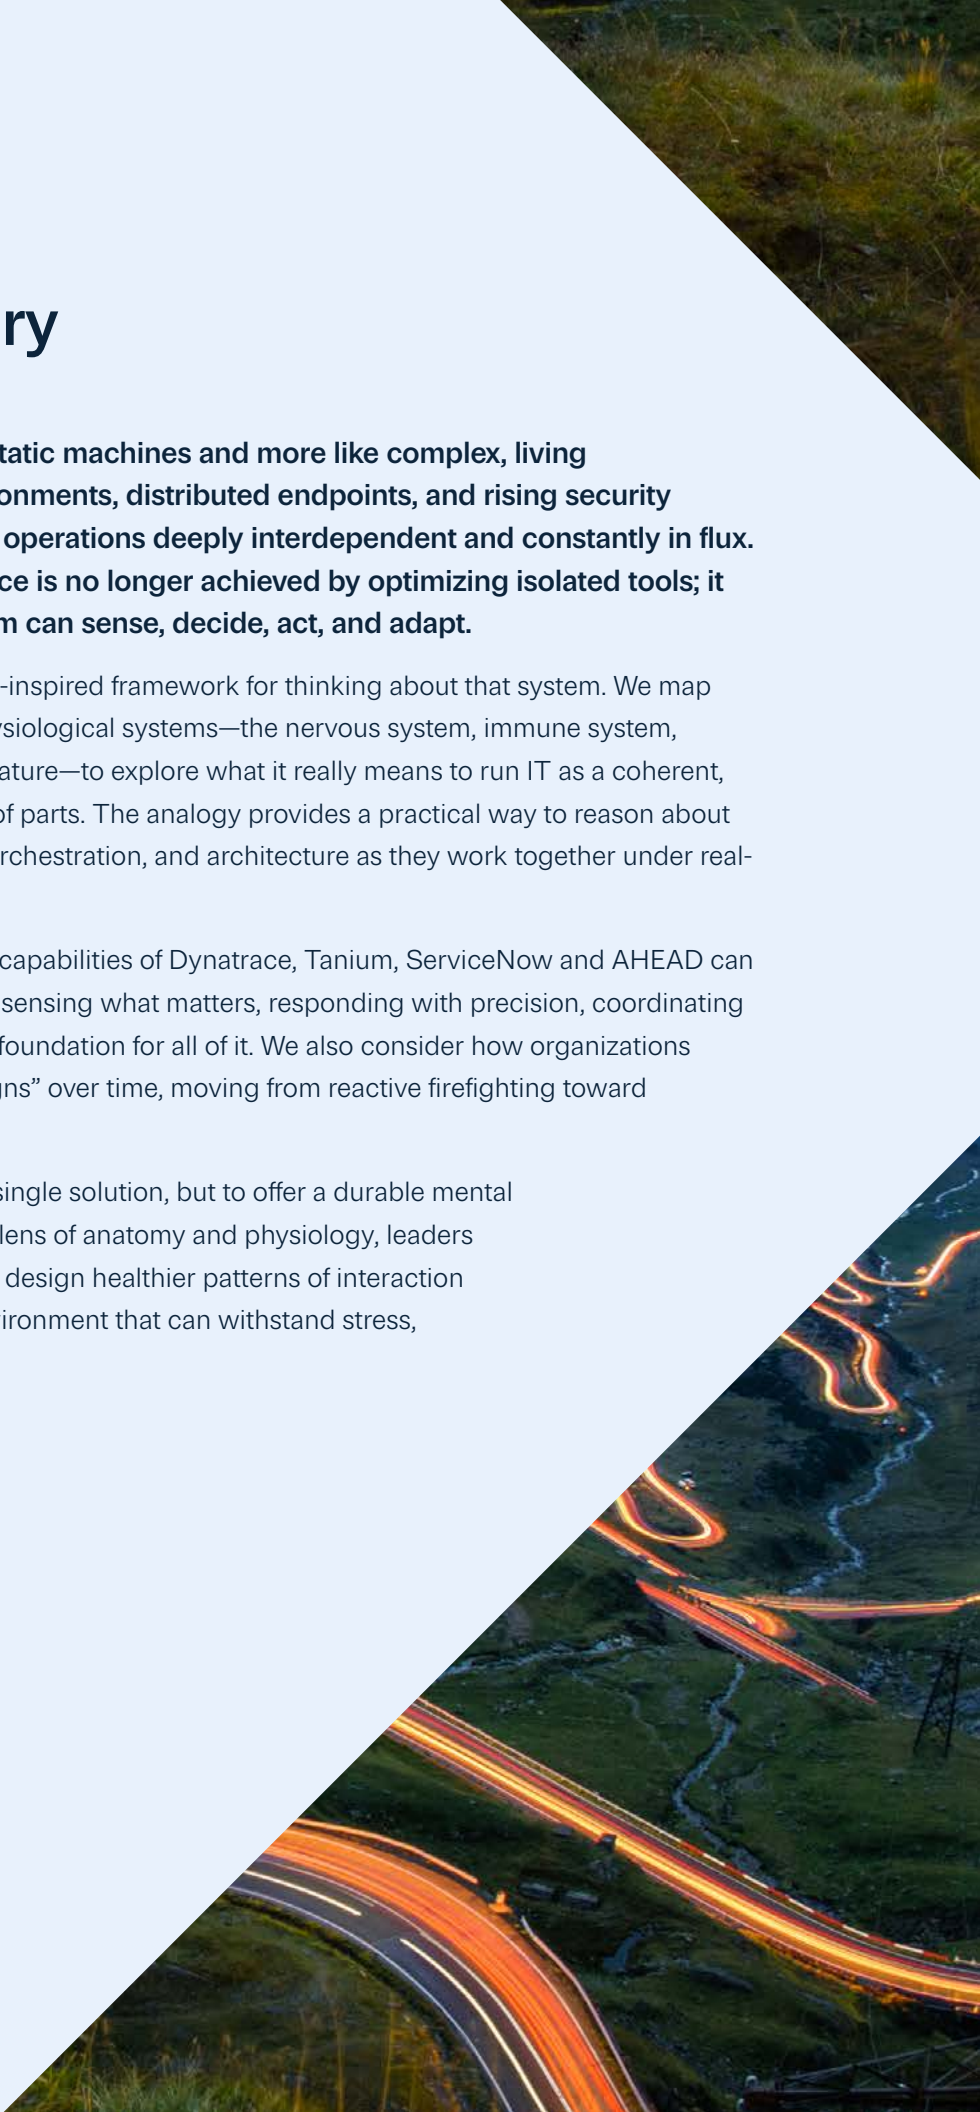 ry
tatic machines and more like complex, living
onments, distributed endpoints, and rising security
operations deeply interdependent and constantly in flux.
ce is no longer achieved by optimizing isolated tools; it
m can sense, decide, act, and adapt.
-inspired framework for thinking about that system. We map
ysiological systems—the nervous system, immune system,
ature—to explore what it really means to run IT as a coherent,
of parts. The analogy provides a practical way to reason about
rchestration, and architecture as they work together under real-
capabilities of Dynatrace, Tanium, ServiceNow and AHEAD can
sensing what matters, responding with precision, coordinating
foundation for all of it. We also consider how organizations
gns” over time, moving from reactive firefighting toward
single solution, but to offer a durable mental
lens of anatomy and physiology, leaders
design healthier patterns of interaction
vironment that can withstand stress,